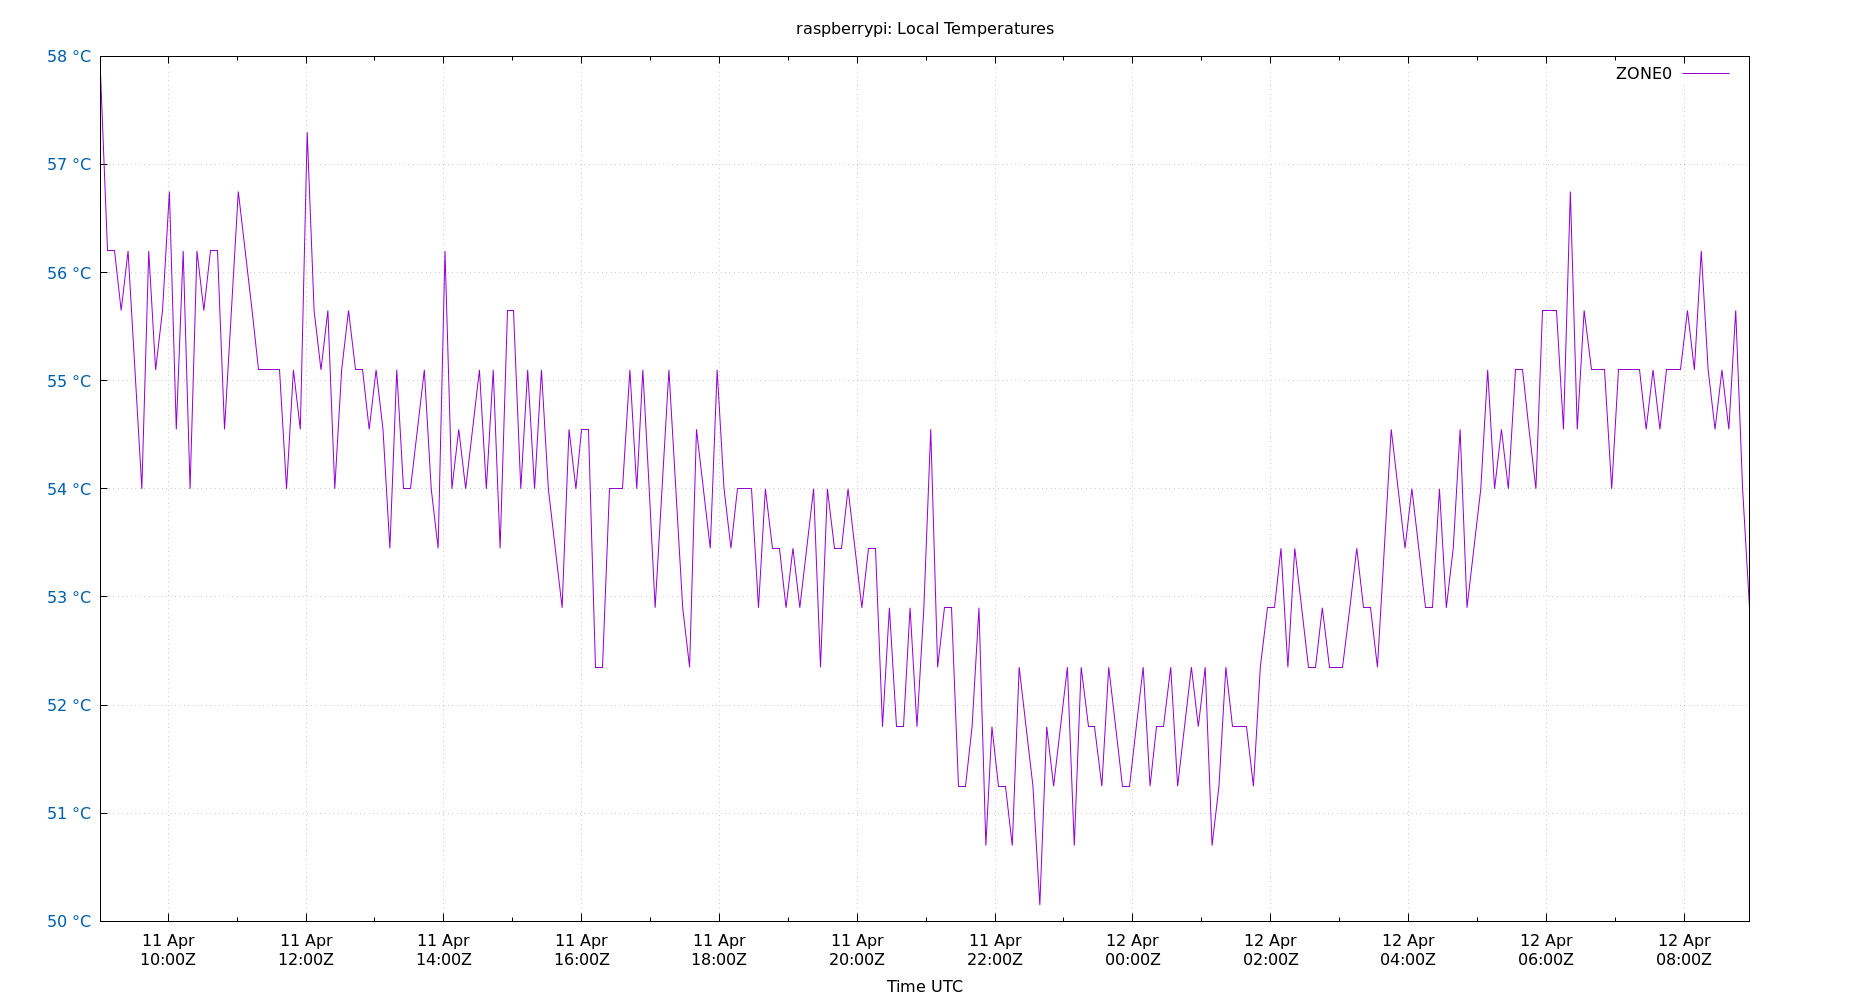 raspberrypi: Local Temperatures
58 °C
ZONE0
57 °C
56 °C
55 °C
54 °C
53 °C
52 °C
51 °C
50 °C
11 Apr 11 Apr 11 Apr 11 Apr 11 Apr 11 Apr 11 Apr 12 Apr 12 Apr 12 Apr 12 Apr 12 Apr
10:00Z 12:00Z 14:00Z 16:00Z 18:00Z 20:00Z 22:00Z 00:00Z 02:00Z 04:00Z 06:00Z 08:00Z
Time UTC